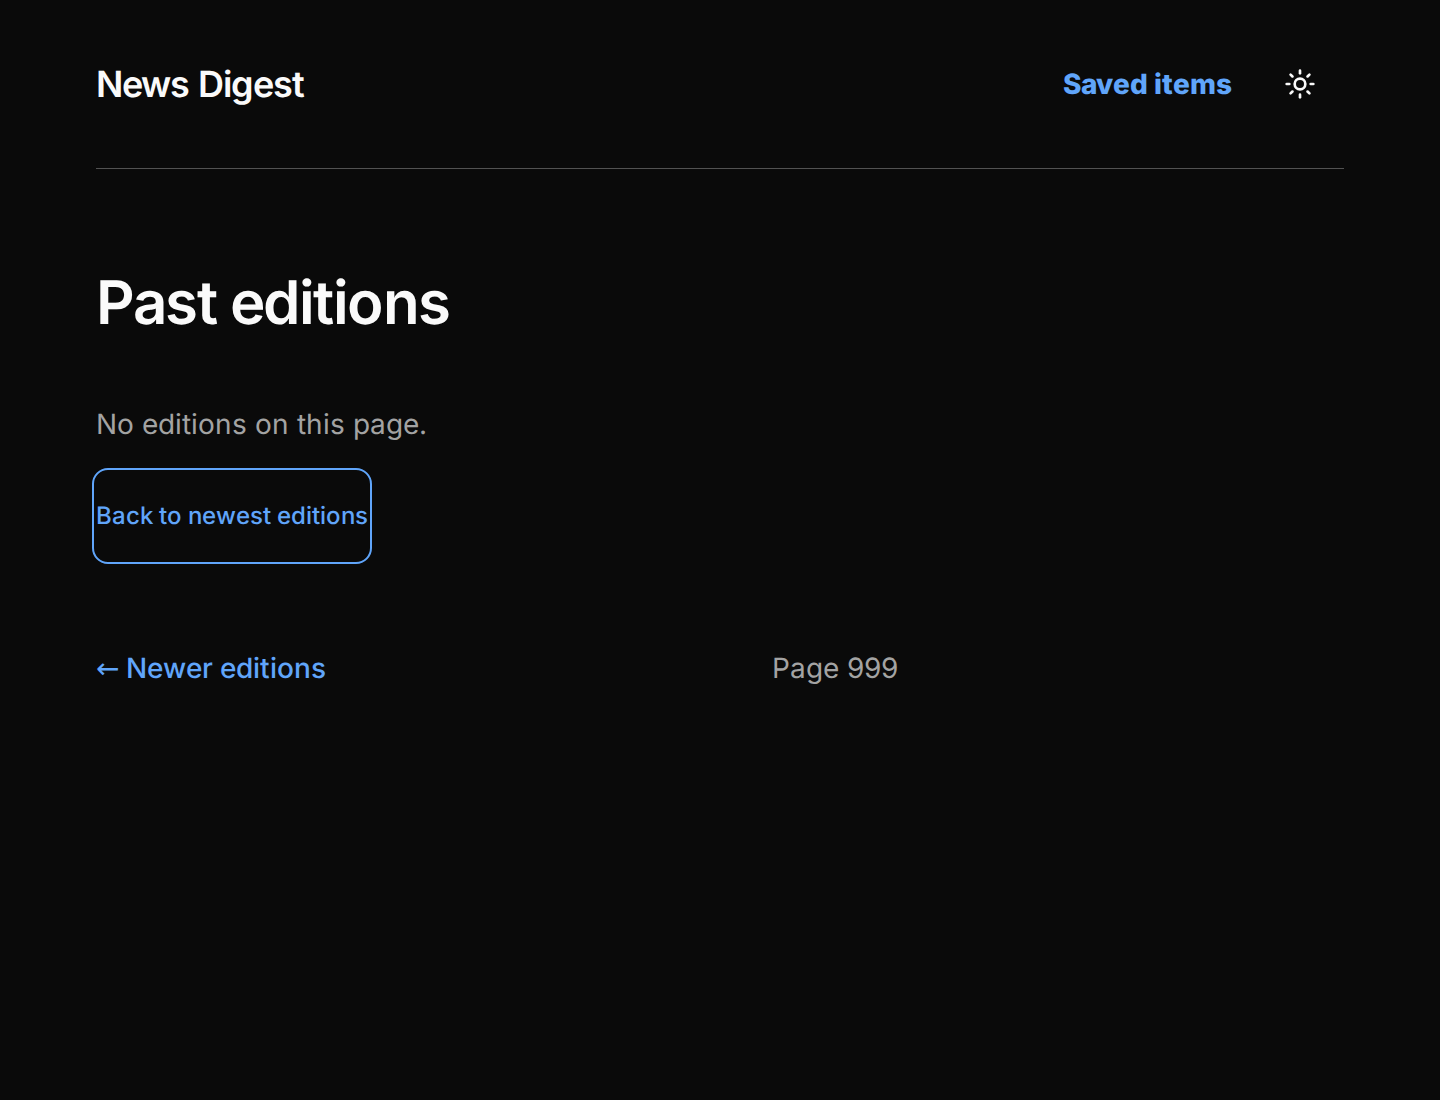 News Digest
Saved items
Past editions
No editions on this page.
Back to newest editions
← Newer editions
Page 999